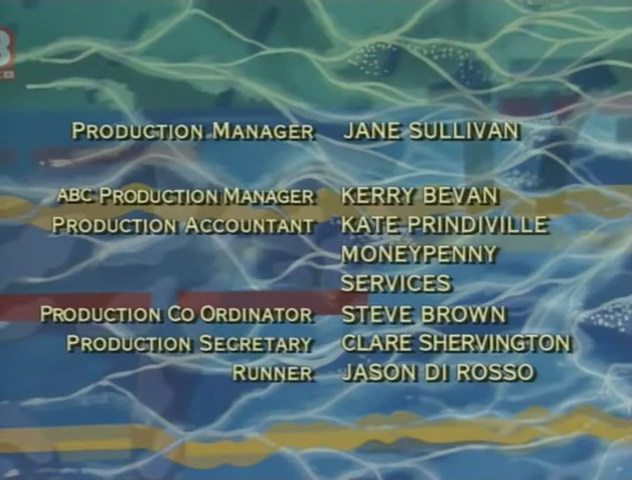 PRODUCTION MANAGER JANE SULLIVAN
ABC PRODUCTION MANAGER KERRY BEVAN
PRODUCTION ACCOUNTANT KATE PRINDIVILLE
MONEYPENNY
SERVICES
PRODUCTION CO ORDINATOR STEVE BROWN
PRODUCTION SECRETARY CLARE SHERVINGTON
RUNNER JASON DI ROSSO